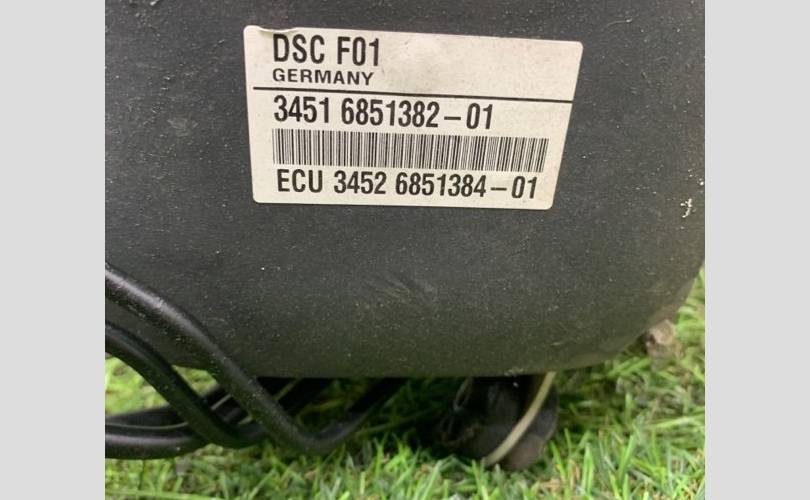 DSC F01
GERMANY
3451 6851382-01
ECU 3452 6851384-01